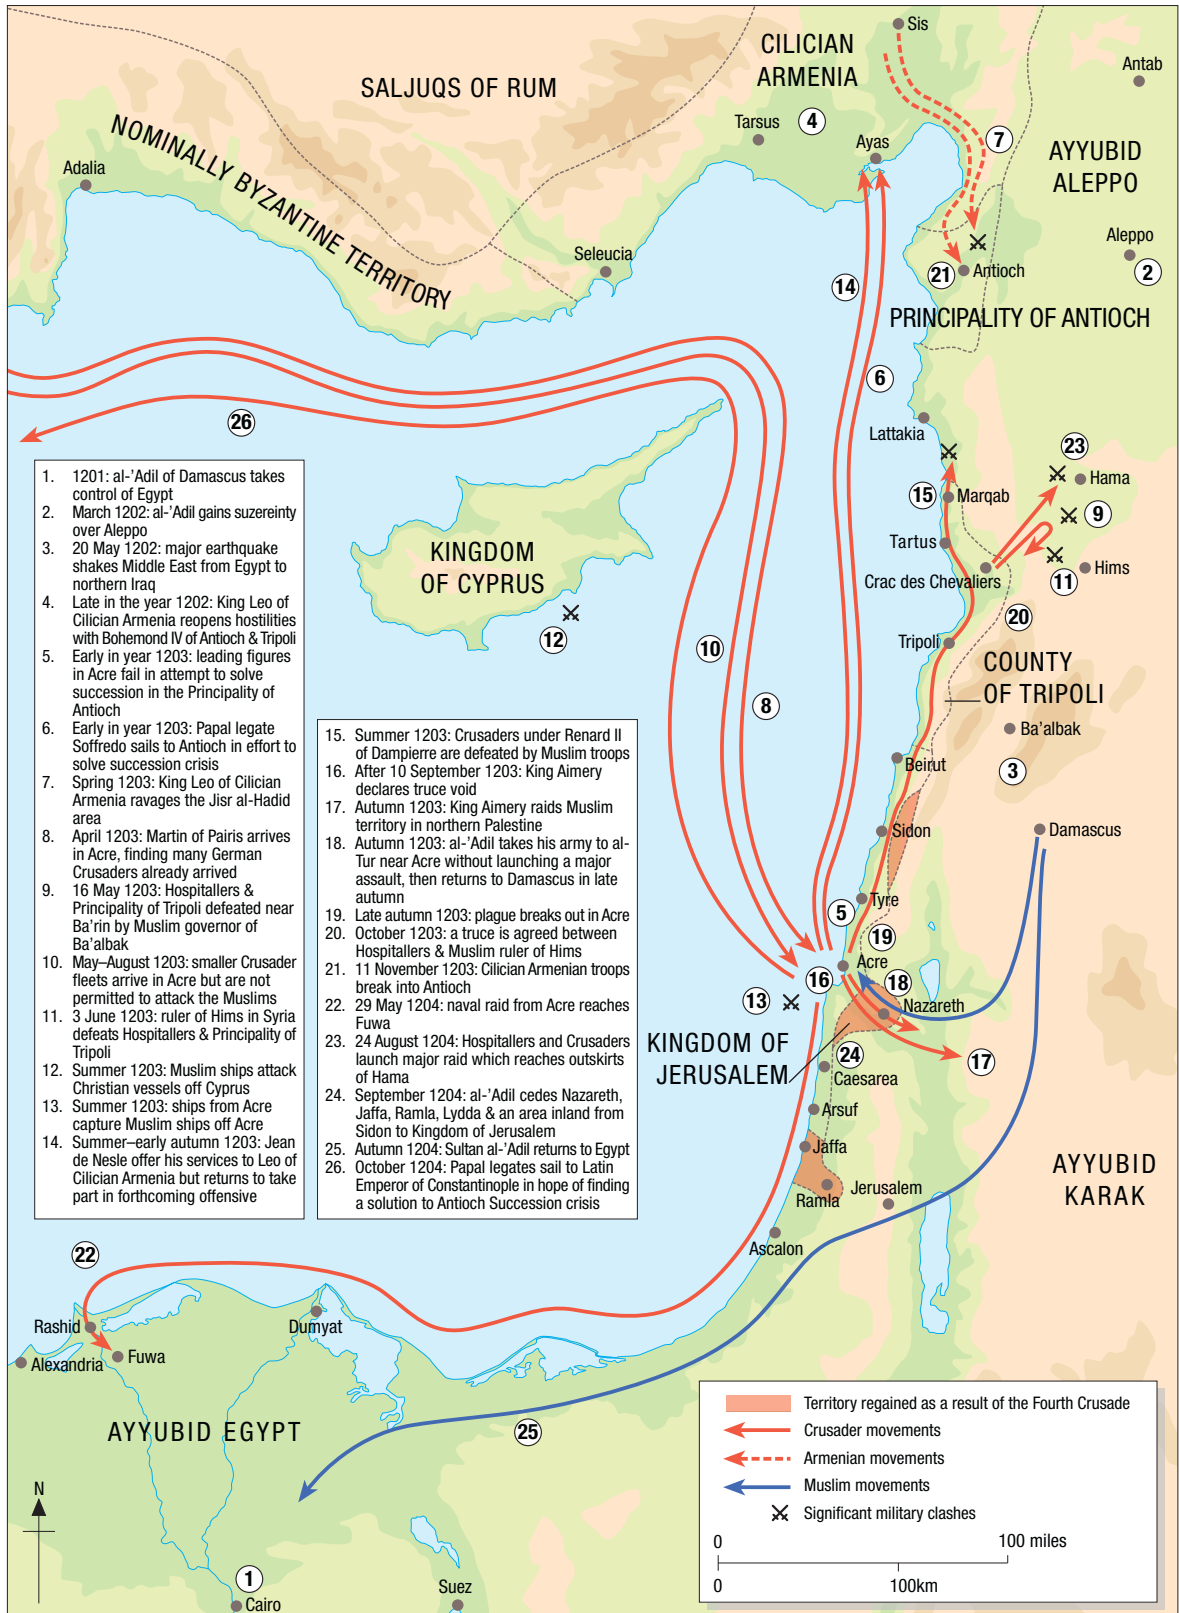 Sis
CILICIAN
ARMENIA
Antab
SALJUQS OF RUM
Tarsus
4
7
NOMINALLY BYZANTINE TERRITORY
Ayas
AYYUBID
ALEPPO
Adalia
Aleppo
Seleucia
21
Antioch
2
14
PRINCIPALITY OF ANTIOCH
6
26
Lattakia
23
Hama
15
Marqab
9
Tartus
KINGDOM
OF CYPRUS
Crac des Chevaliers
11
Hims
12
20
10
Tripoli
COUNTY
OF TRIPOLI
8
Ba'albak
Beirut
3
Sidon
Damascus
Tyre
5
19
Acre
16
18
13
Nazareth
KINGDOM OF
JERUSALEM
24
17
Caesarea
Arsuf
Jaffa
AYYUBID
KARAK
Ramla
Jerusalem
Ascalon
1. 1201: al-'Adil of Damascus takes
control of Egypt
2. March 1202: al-'Adil gains suzereinty
over Aleppo
3. 20 May 1202: major earthquake
shakes Middle East from Egypt to
northern Iraq
4. Late in the year 1202: King Leo of
Cilician Armenia reopens hostilities
with Bohemond IV of Antioch & Tripoli
5. Early in year 1203: leading figures
in Acre fail in attempt to solve
succession in the Principality of
Antioch
6. Early in year 1203: Papal legate
Soffredo sails to Antioch in effort to
solve succession crisis
7. Spring 1203: King Leo of Cilician
Armenia ravages the Jisr al-Hadid
area
8. April 1203: Martin of Pairis arrives
in Acre, finding many German
Crusaders already arrived
9. 16 May 1203: Hospitallers &
Principality of Tripoli defeated near
Ba'rin by Muslim governor of
Ba'albak
10. May–August 1203: smaller Crusader
fleets arrive in Acre but are not
permitted to attack the Muslims
11. 3 June 1203: ruler of Hims in Syria
defeats Hospitallers & Principality of
Tripoli
12. Summer 1203: Muslim ships attack
Christian vessels off Cyprus
13. Summer 1203: ships from Acre
capture Muslim ships off Acre
14. Summer–early autumn 1203: Jean
de Nesle offer his services to Leo of
Cilician Armenia but returns to take
part in forthcoming offensive
15. Summer 1203: Crusaders under Renard II
of Dampierre are defeated by Muslim troops
16. After 10 September 1203: King Aimery
declares truce void
17. Autumn 1203: King Aimery raids Muslim
territory in northern Palestine
18. Autumn 1203: al-'Adil takes his army to al-
Tur near Acre without launching a major
assault, then returns to Damascus in late
autumn
19. Late autumn 1203: plague breaks out in Acre
20. October 1203: a truce is agreed between
Hospitallers & Muslim ruler of Hims
21. 11 November 1203: Cilician Armenian troops
break into Antioch
22. 29 May 1204: naval raid from Acre reaches
Fuwa
23. 24 August 1204: Hospitallers and Crusaders
launch major raid which reaches outskirts
of Hama
24. September 1204: al-'Adil cedes Nazareth,
Jaffa, Ramla, Lydda & an area inland from
Sidon to Kingdom of Jerusalem
25. Autumn 1204: Sultan al-'Adil returns to Egypt
26. October 1204: Papal legates sail to Latin
Emperor of Constantinople in hope of finding
a solution to Antioch Succession crisis
22
Rashid
Dumyat
Alexandria
Fuwa
AYYUBID EGYPT
25
N
1
Cairo
Suez
Territory regained as a result of the Fourth Crusade
Crusader movements
Armenian movements
Muslim movements
Significant military clashes
0 100 miles
0 100km